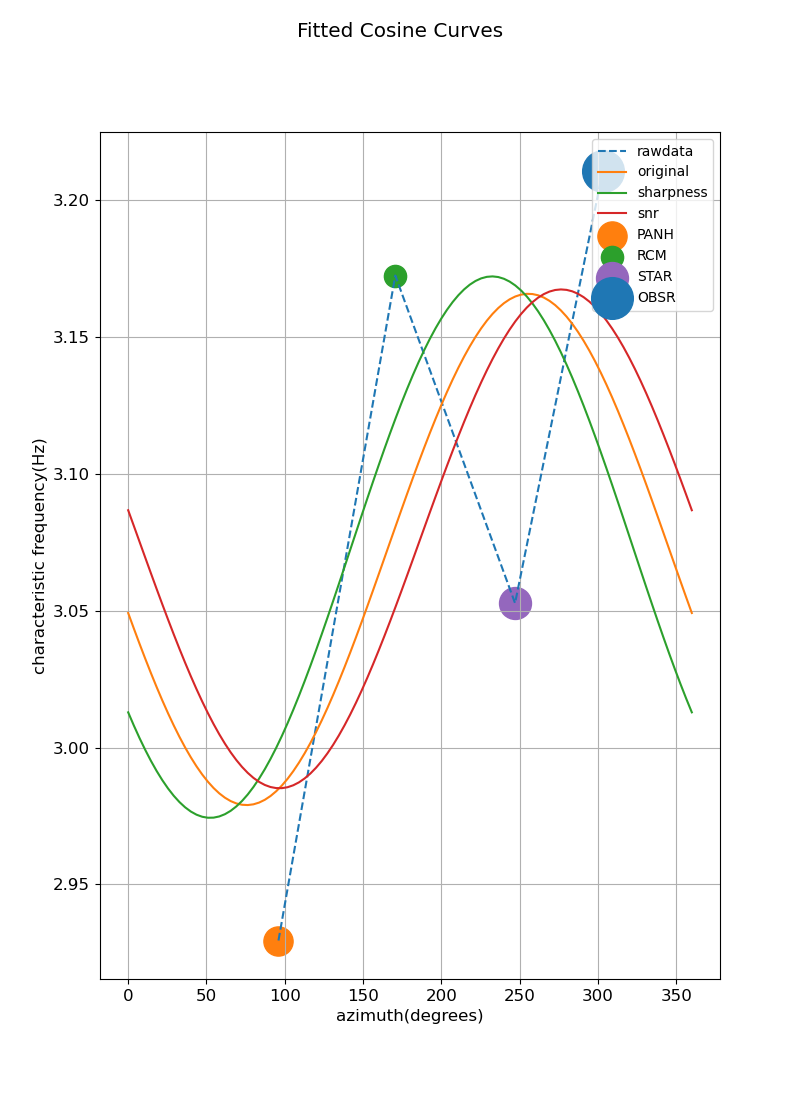 Fitted Cosine Curves
rawdata
original
sharpness
snr
PANH
RCM
STAR
OBSR
3.20
3.15
3.10
3.05
3.00
2.95
characteristic frequency(Hz)
0 50 100 150 200 250 300 350
azimuth(degrees)